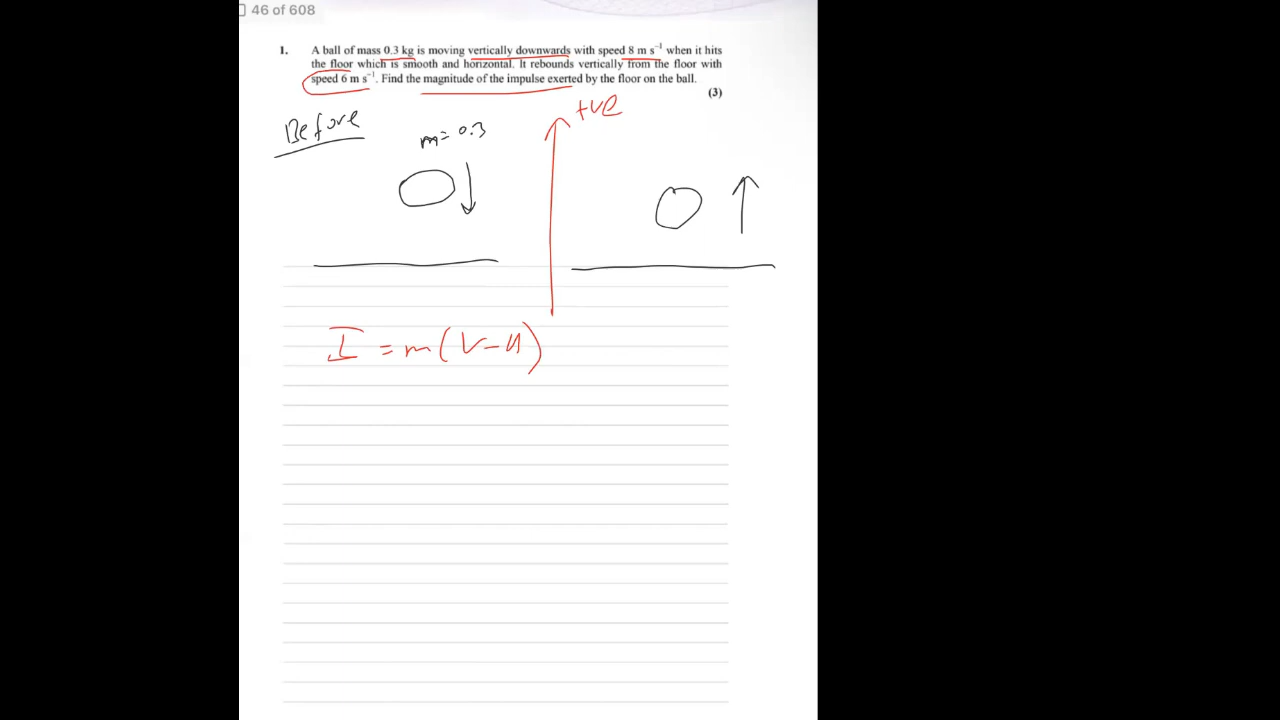 46 of 608
1. A ball of mass 0.3 kg is moving vertically downwards with speed 8 m s⁻¹ when it hits
the floor which is smooth and horizontal. It rebounds vertically from the floor with
speed 6 m s⁻¹. Find the magnitude of the impulse exerted by the floor on the ball.
(3)
+ve
Before
m = 0.3
I = m(v-u)